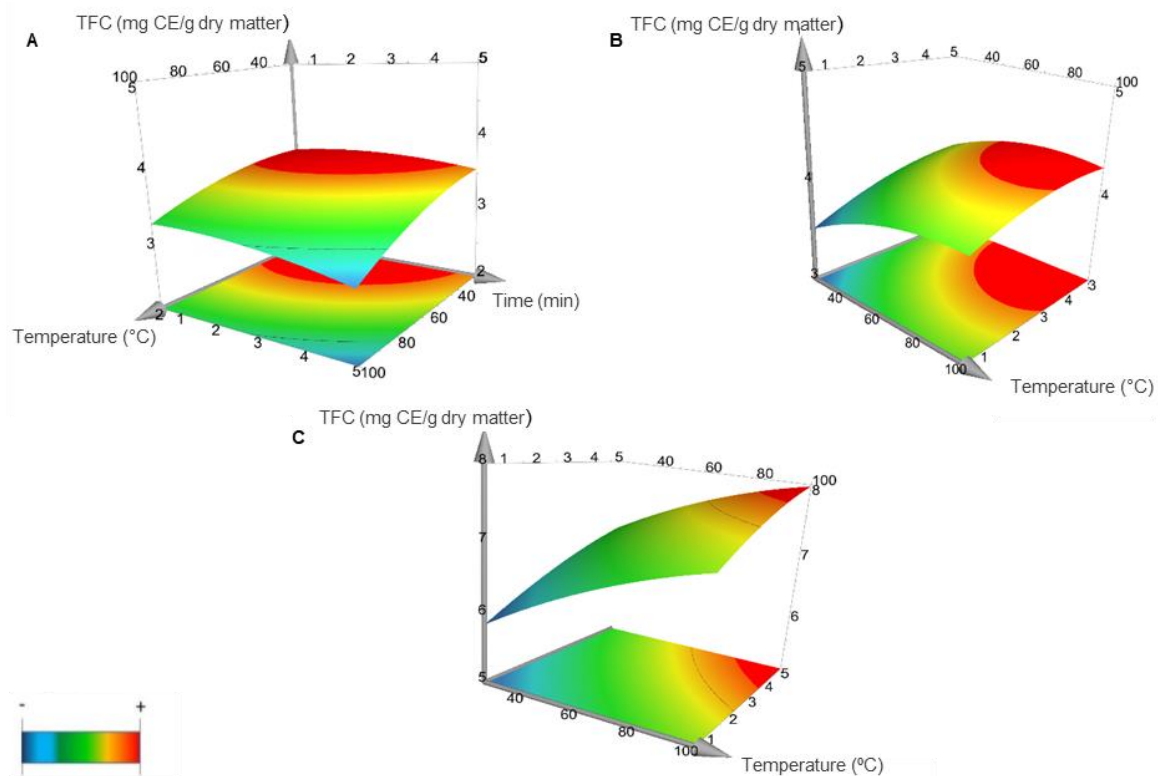 TFC (mg CE/g dry matter)
A
100 80 60 40 1 2 3 4 5
5 5
4 4
3 3
2 2
Temperature (°C)
1 2 3 4 5
100 80 60 40
Time (min)
TFC (mg CE/g dry matter)
B
5 1 2 3 4 5 40 60 80 100
5
4 4
3 3
40 60 80 100
1 2 3 4
Temperature (°C)
TFC (mg CE/g dry matter)
C
8 1 2 3 4 5 40 60 80 100
8
7 7
6 6
5 5
40 60 80 100
1 2 3 4
Temperature (ºC)
- +